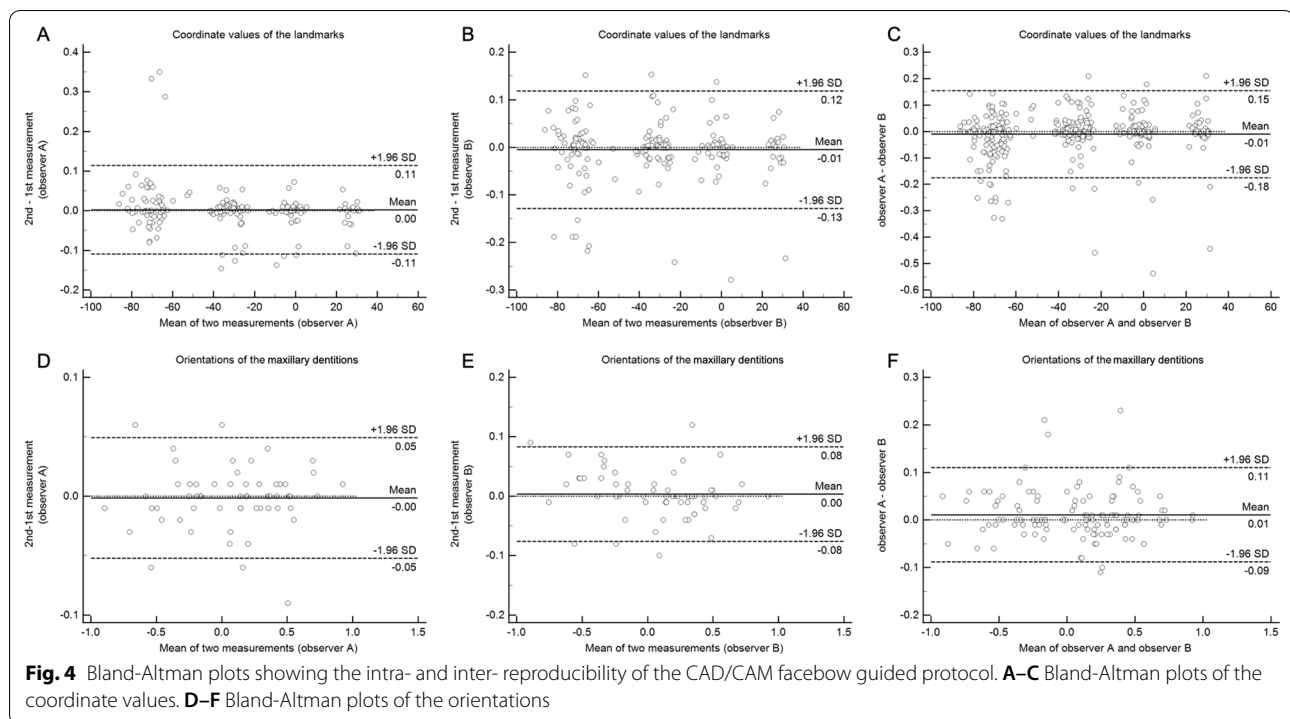 A
Coordinate values of the landmarks
0.4
0.3
0.2
0.1
0.0
-0.1
-0.2
2nd - 1st measurement
(observer A)
+1.96 SD
0.11
Mean
0.00
-1.96 SD
-0.11
-100 -80 -60 -40 -20 0 20 40 60
Mean of two measurements (observer A)
B
Coordinate values of the landmarks
0.2
0.1
0.0
-0.1
-0.2
-0.3
2nd - 1st measurement
(observer B)
+1.96 SD
0.12
Mean
-0.01
-1.96 SD
-0.13
-100 -80 -60 -40 -20 0 20 40 60
Mean of two measurements (obserbver B)
C
Coordinate values of the landmarks
0.3
0.2
0.1
0.0
-0.1
-0.2
-0.3
-0.4
-0.5
-0.6
observer A - observer B
+1.96 SD
0.15
Mean
-0.01
-1.96 SD
-0.18
-100 -80 -60 -40 -20 0 20 40 60
Mean of observer A and observer B
D
Orientations of the maxillary dentitions
0.1
0.0
-0.1
2nd-1st measurement
(observer A)
+1.96 SD
0.05
Mean
-0.00
-1.96 SD
-0.05
-1.0 -0.5 0.0 0.5 1.0 1.5
Mean of two measurements (observer A)
E
Orientations of the maxillary dentitions
0.2
0.1
0.0
-0.1
-0.2
2nd-1st measurement
(observer B)
+1.96 SD
0.08
Mean
0.00
-1.96 SD
-0.08
-1.0 -0.5 0.0 0.5 1.0 1.5
Mean of two measurements (observer B)
F
Orientations of the maxillary dentitions
0.3
0.2
0.1
0.0
-0.1
-0.2
observer A - observer B
+1.96 SD
0.11
Mean
0.01
-1.96 SD
-0.09
-1.0 -0.5 0.0 0.5 1.0 1.5
Mean of observer A and observer B
Fig. 4 Bland-Altman plots showing the intra- and inter- reproducibility of the CAD/CAM facebow guided protocol. A–C Bland-Altman plots of the
coordinate values. D–F Bland-Altman plots of the orientations